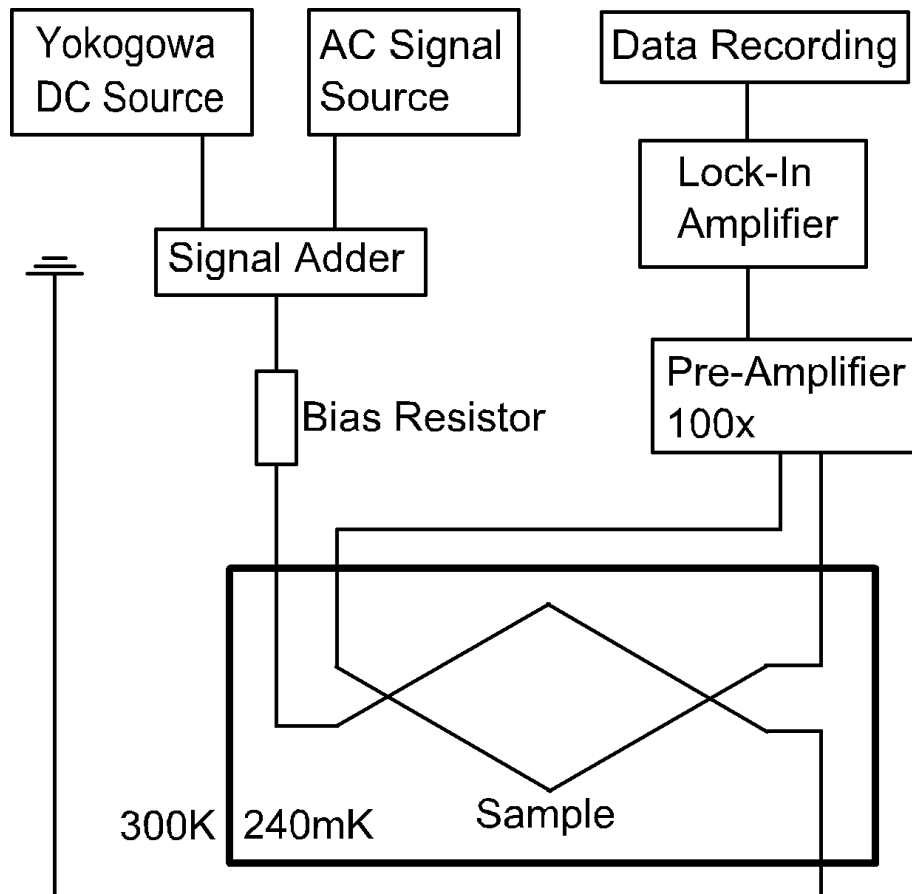 Yokogowa
DC Source
AC Signal
Source
Data Recording
Lock-In
Amplifier
Signal Adder
Pre-Amplifier
100x
Bias Resistor
Sample
300K
240mK